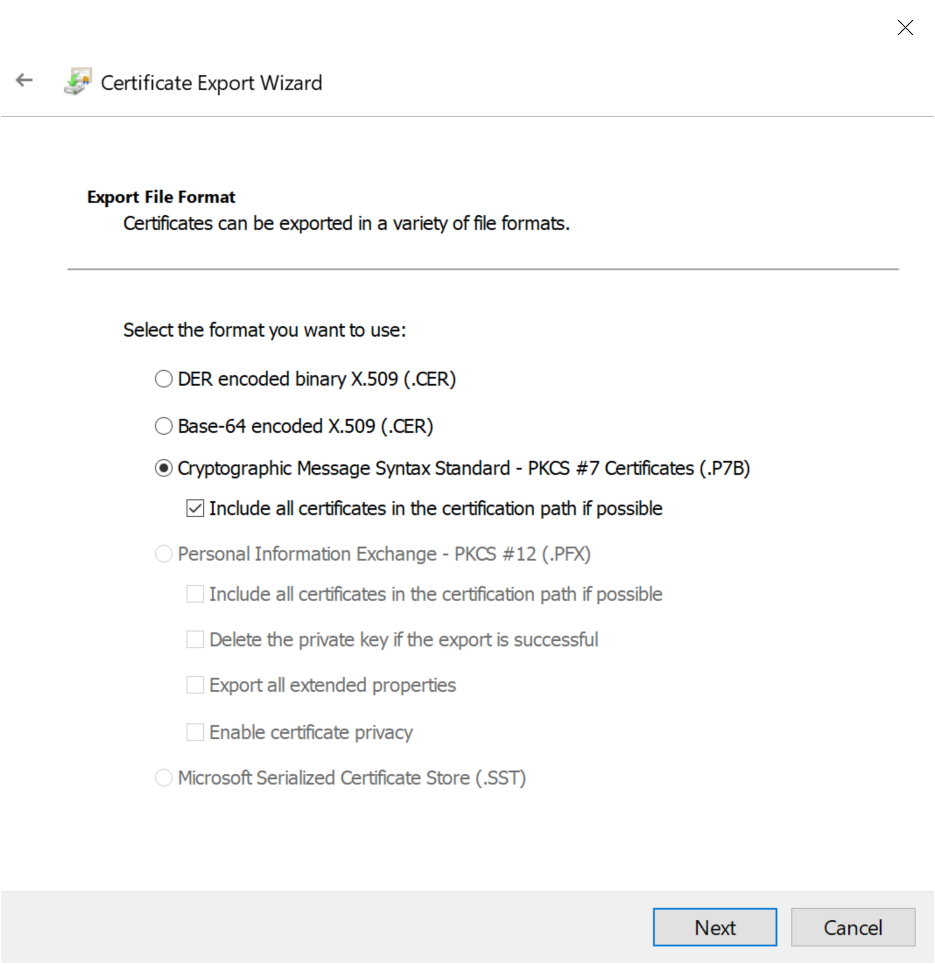 Certificate Export Wizard
Export File Format
Certificates can be exported in a variety of file formats.
Select the format you want to use:
DER encoded binary X.509 (.CER)
Base-64 encoded X.509 (.CER)
Cryptographic Message Syntax Standard - PKCS #7 Certificates (.P7B)
Include all certificates in the certification path if possible
Personal Information Exchange - PKCS #12 (.PFX)
Include all certificates in the certification path if possible
Delete the private key if the export is successful
Export all extended properties
Enable certificate privacy
Microsoft Serialized Certificate Store (.SST)
Next Cancel